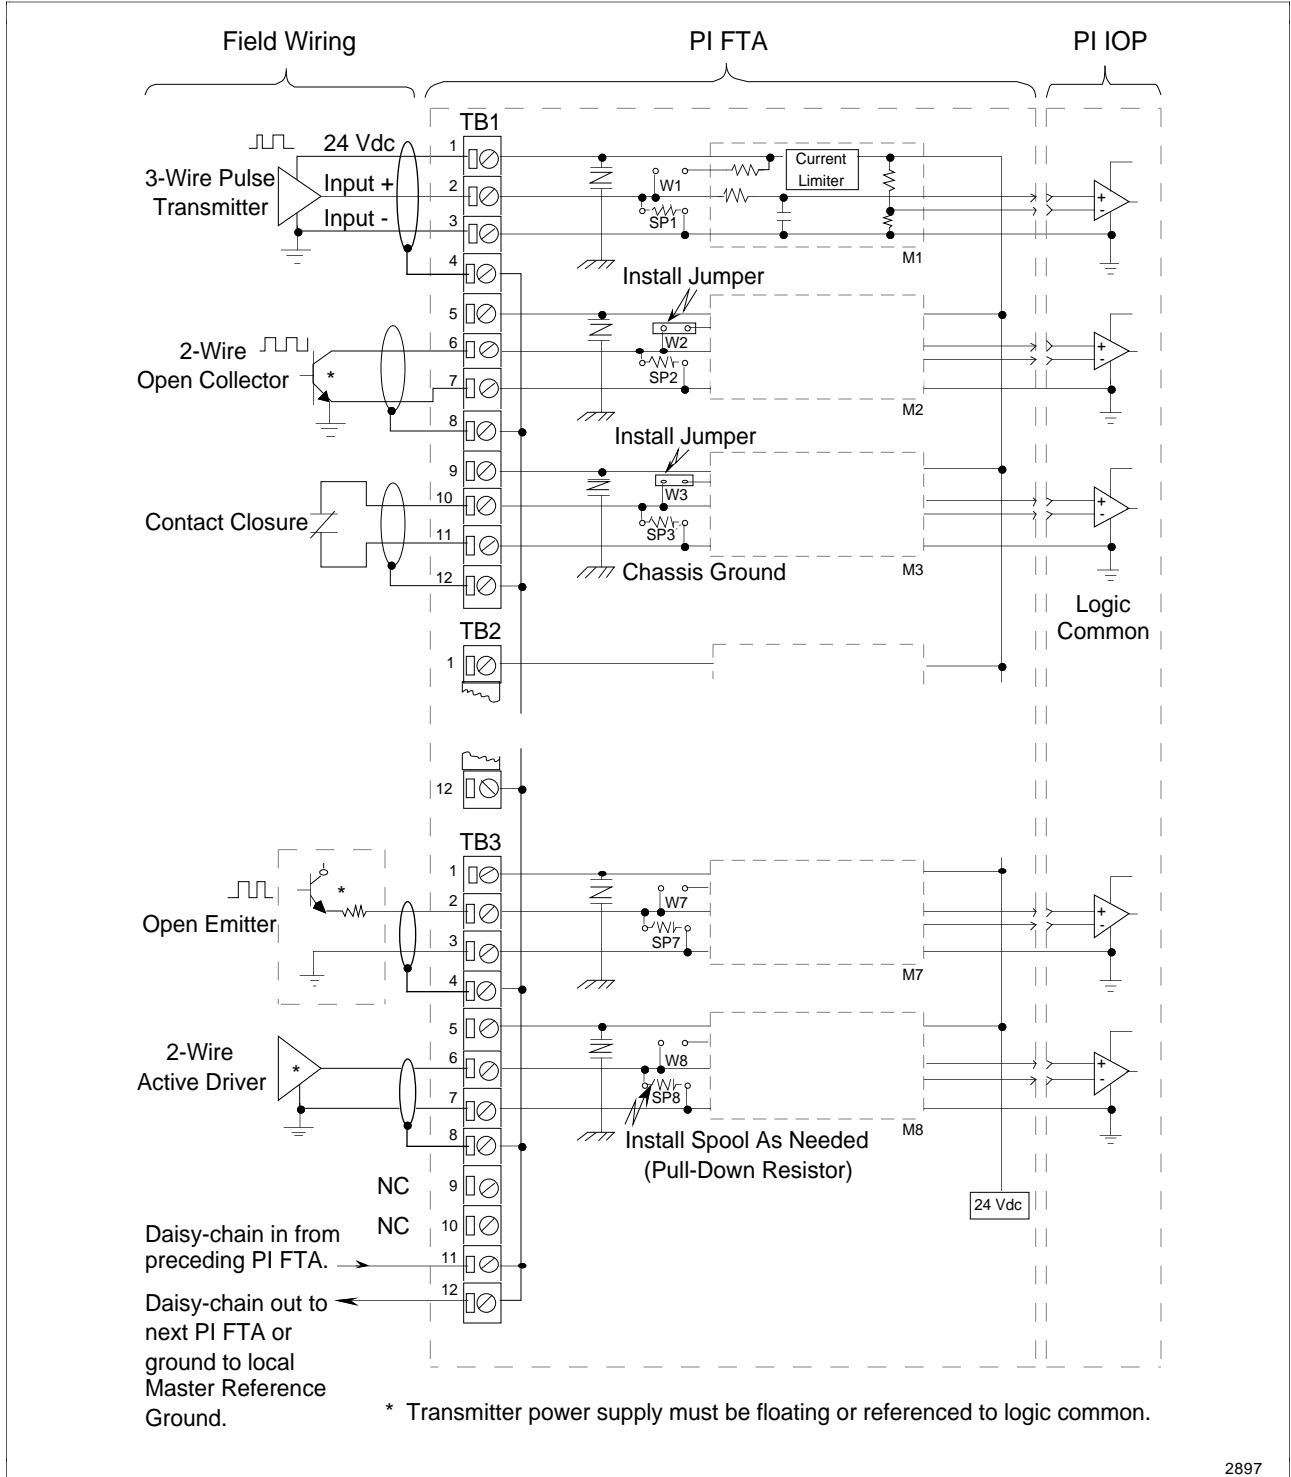 Field Wiring
PI FTA
PI IOP
TB1
24 Vdc
1
3-Wire Pulse
Transmitter
Input +
2
Input -
3
4
W1
SP1
Current
Limiter
M1
+
-
Install Jumper
5
2-Wire
Open Collector
*
6
7
8
W2
SP2
M2
+
-
Install Jumper
9
Contact Closure
10
11
12
W3
SP3
M3
+
-
Chassis Ground
Logic
Common
TB2
1
12
TB3
1
Open Emitter
*
2
3
4
W7
SP7
M7
+
-
5
2-Wire
Active Driver
*
6
7
8
W8
SP8
M8
+
-
Install Spool As Needed
(Pull-Down Resistor)
NC
9
NC
10
24 Vdc
Daisy-chain in from
preceding PI FTA.
11
12
Daisy-chain out to
next PI FTA or
ground to local
Master Reference
Ground.
* Transmitter power supply must be floating or referenced to logic common.
2897